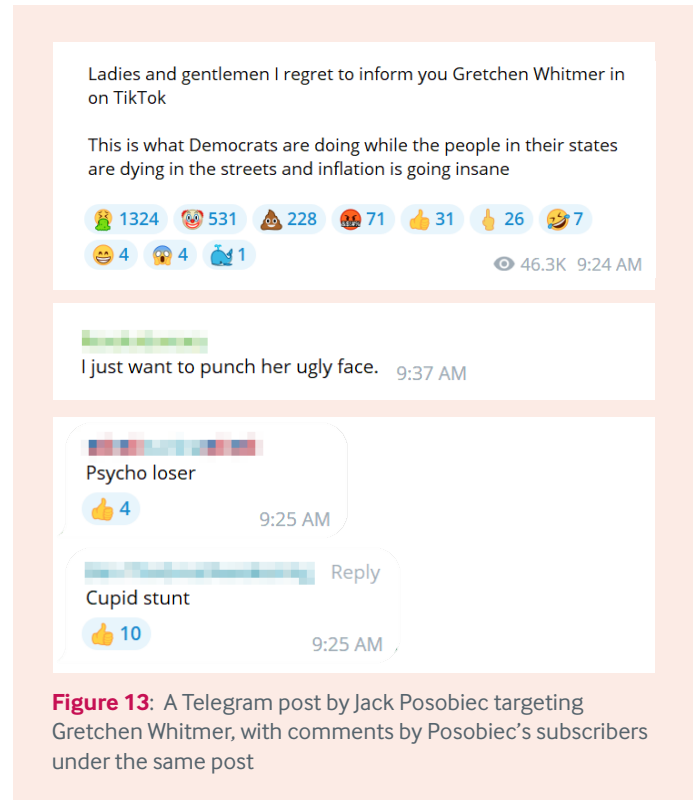 Ladies and gentlemen I regret to inform you Gretchen Whitmer in
on TikTok
This is what Democrats are doing while the people in their states
are dying in the streets and inflation is going insane
1324 531 228 71 31 26 7
4 4 1 46.3K 9:24 AM
I just want to punch her ugly face. 9:37 AM
Psycho loser
4 9:25 AM
Reply
Cupid stunt
10 9:25 AM
Figure 13: A Telegram post by Jack Posobiec targeting
Gretchen Whitmer, with comments by Posobiec’s subscribers
under the same post